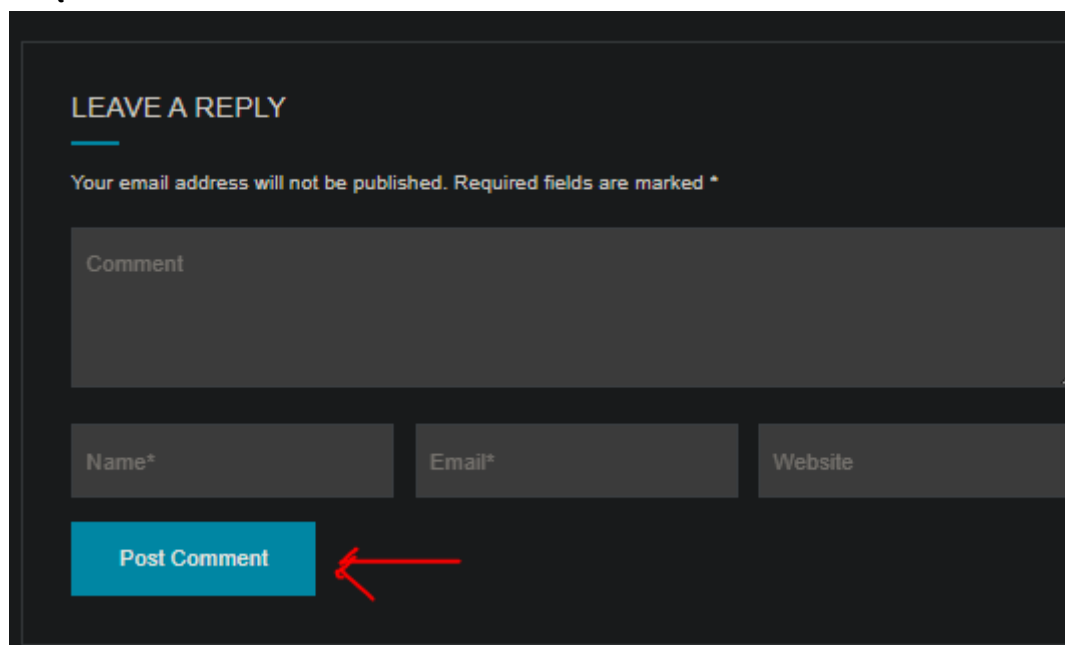 LEAVE A REPLY
Your email address will not be published. Required fields are marked *
Comment
Name*
Email*
Website
Post Comment